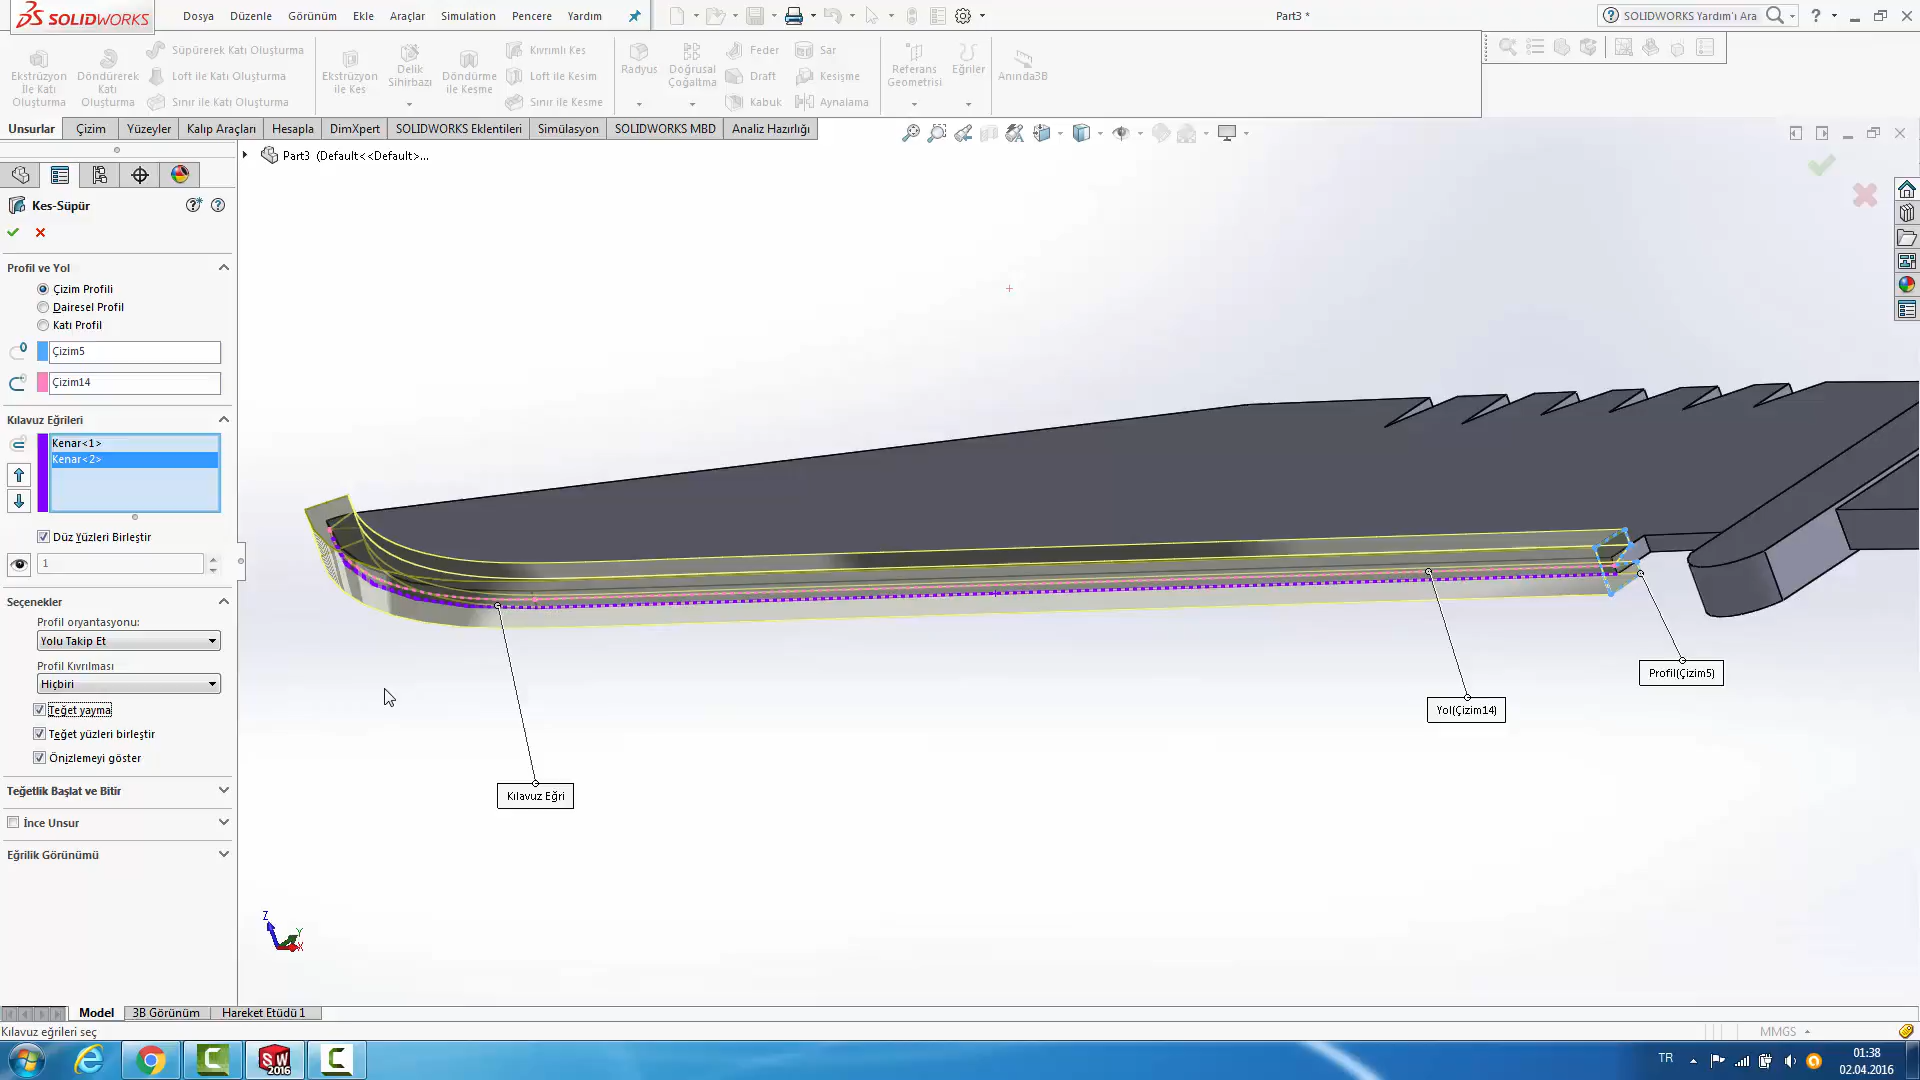 SOLIDWORKS
Dosya Düzenle Görünüm Ekle Araçlar Simulation Pencere Yardım
Part3 *
SOLIDWORKS Yardım'ı Ara
Ekstrüzyon İle Katı Oluşturma
Döndürerek Katı Oluşturma
Süpürerek Katı Oluşturma
Loft ile Katı Oluşturma
Sınır ile Katı Oluşturma
Ekstrüzyon ile Kes
Delik Sihirbazı
Döndürme ile Kesme
Kıvrımlı Kes
Loft ile Kesim
Sınır ile Kesme
Radyus
Doğrusal Çoğaltma
Feder
Draft
Kabuk
Sar
Kesişme
Aynalama
Referans Geometrisi
Eğriler
Anında3B
Unsurlar Çizim Yüzeyler Kalıp Araçları Hesapla DimXpert SOLIDWORKS Eklentileri Simülasyon SOLIDWORKS MBD Analiz Hazırlığı
Part3 (Default<<Default>...
Kes-Süpür
Profil ve Yol
Çizim Profili
Dairesel Profil
Katı Profil
Çizim5
Çizim14
Kılavuz Eğrileri
Kenar<1>
Kenar<2>
Düz Yüzleri Birleştir
1
Seçenekler
Profil oryantasyonu:
Yolu Takip Et
Profil Kıvrılması
Hiçbiri
Teğet yayma
Teğet yüzleri birleştir
Önizlemeyi göster
Teğetlik Başlat ve Bitir
İnce Unsur
Eğrilik Görünümü
Profil(Çizim5)
Yol(Çizim14)
Kılavuz Eğri
Z
Y
X
Model 3B Görünüm Hareket Etüdü 1
Kılavuz eğrileri seç
MMGS
SW
2016
TR
01:38
02.04.2016